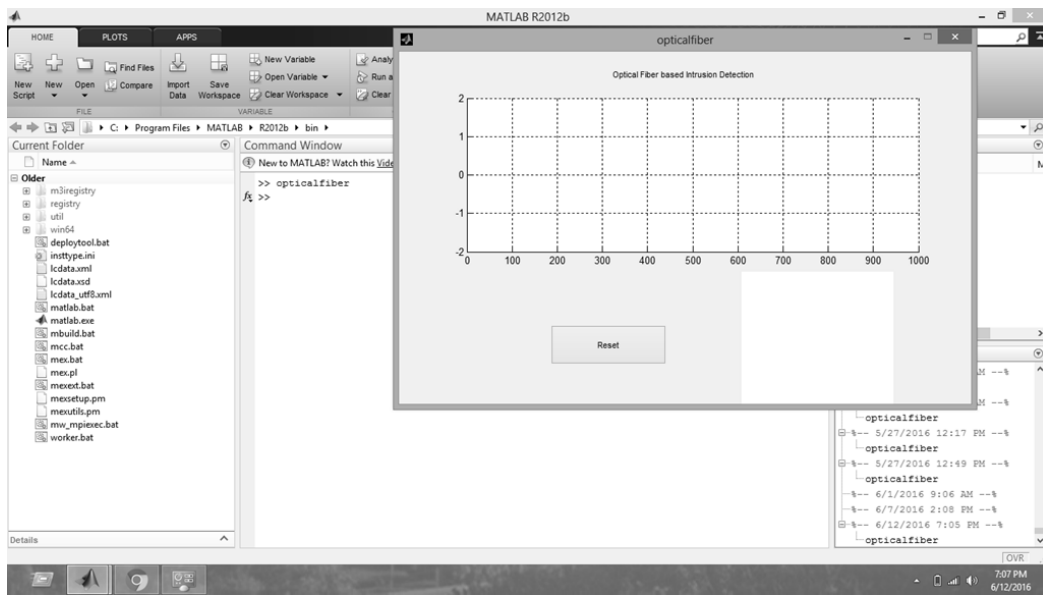 MATLAB R2012b
HOME PLOTS APPS
New Script
New
Open
Find Files
Compare
Import Data
Save Workspace
New Variable
Open Variable
Clear Workspace
Analy
Run a
Clear
FILE
VARIABLE
C: Program Files MATLAB R2012b bin
Current Folder
Name
Older
m3iregistry
registry
util
win64
deploytool.bat
insttype.ini
lcdata.xml
lcdata.xsd
lcdata_utf8.xml
matlab.bat
matlab.exe
mbuild.bat
mcc.bat
mex.bat
mex.pl
mexext.bat
mexsetup.pm
mexutils.pm
mw_mpiexec.bat
worker.bat
Details
Command Window
New to MATLAB? Watch this Vide
>> opticalfiber
fx >>
opticalfiber
Optical Fiber based Intrusion Detection
2
1
0
-1
-2
0 100 200 300 400 500 600 700 800 900 1000
Reset
M --%
M --%
opticalfiber
%-- 5/27/2016 12:17 PM --%
opticalfiber
%-- 5/27/2016 12:49 PM --%
opticalfiber
%-- 6/1/2016 9:06 AM --%
%-- 6/7/2016 2:08 PM --%
%-- 6/12/2016 7:05 PM --%
opticalfiber
OVR
7:07 PM
6/12/2016